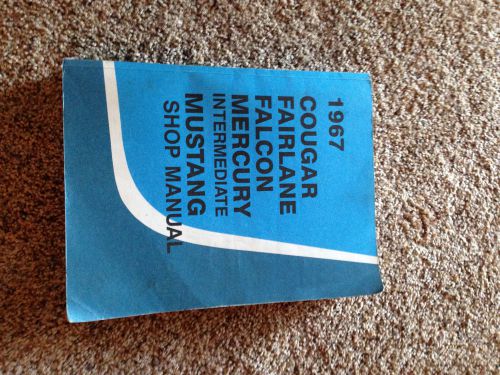 1967
COUGAR
FAIRLANE
FALCON
MERCURY
INTERMEDIATE
MUSTANG
SHOP MANUAL